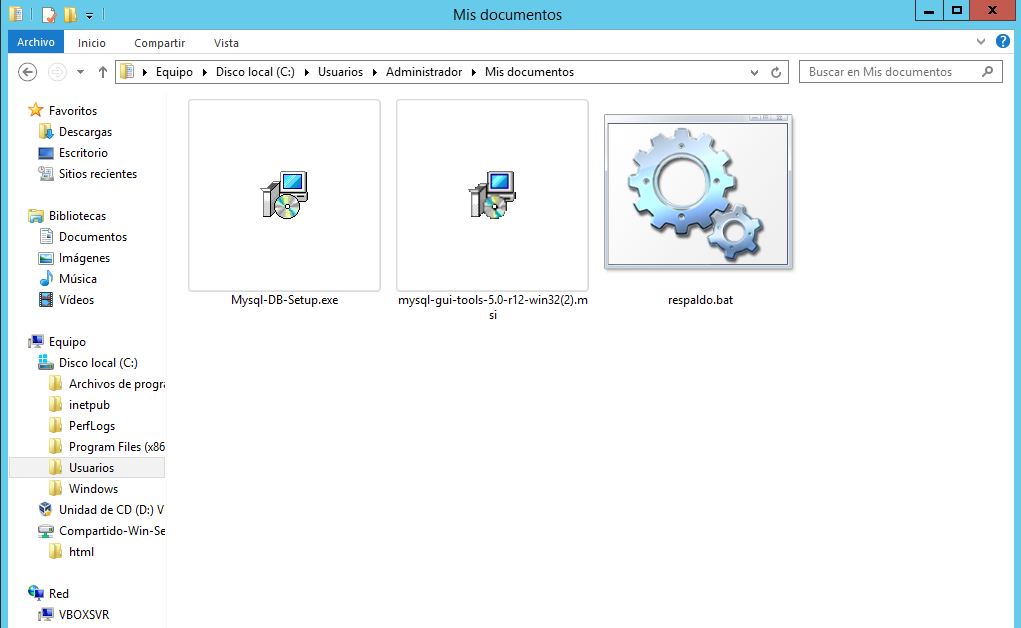 Mis documentos
Archivo Inicio Compartir Vista
Equipo Disco local (C:) Usuarios Administrador Mis documentos Buscar en Mis documentos
Favoritos
Descargas
Escritorio
Sitios recientes
Bibliotecas
Documentos
Imágenes
Música
Vídeos
Equipo
Disco local (C:)
Archivos de progra
inetpub
PerfLogs
Program Files (x86
Usuarios
Windows
Unidad de CD (D:) V
Compartido-Win-Se
html
Red
VBOXSVR
Mysql-DB-Setup.exe
mysql-gui-tools-5.0-r12-win32(2).m
si
respaldo.bat